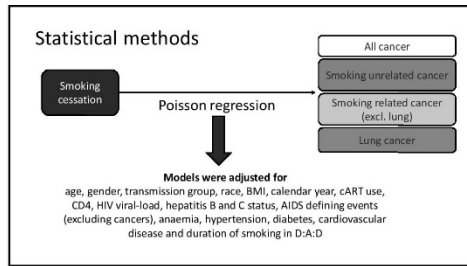 Statistical methods
All cancer
Smoking unrelated cancer
Smoking
cessation
Poisson regression
Smoking related cancer
(excl. lung)
Lung cancer
Models were adjusted for
age, gender, transmission group, race, BMI, calendar year, cART use,
CD4, HIV viral-load, hepatitis B and C status, AIDS defining events
(excluding cancers), anaemia, hypertension, diabetes, cardiovascular
disease and duration of smoking in D:A:D